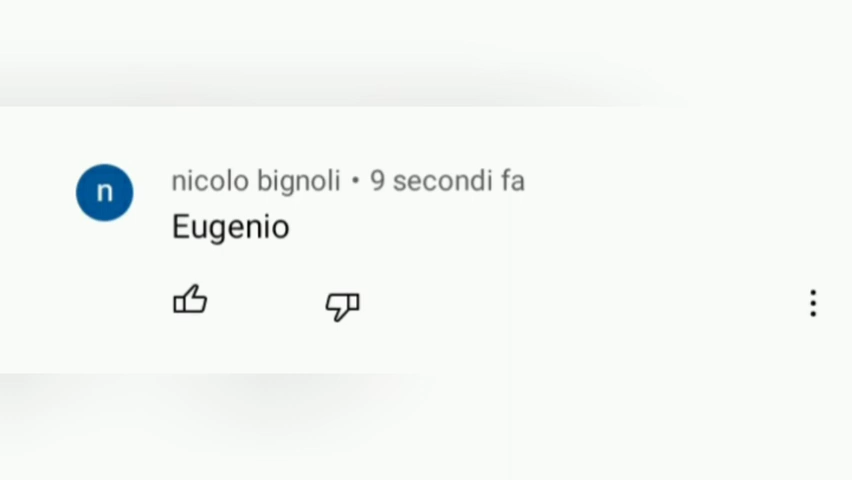 n
nicolo bignoli • 9 secondi fa
Eugenio